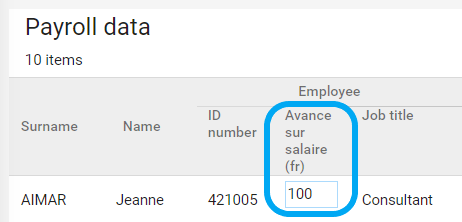 Payroll data
10 items
Employee
Surname Name ID number Avance sur salaire (fr) Job title
AIMAR Jeanne 421005 100 Consultant